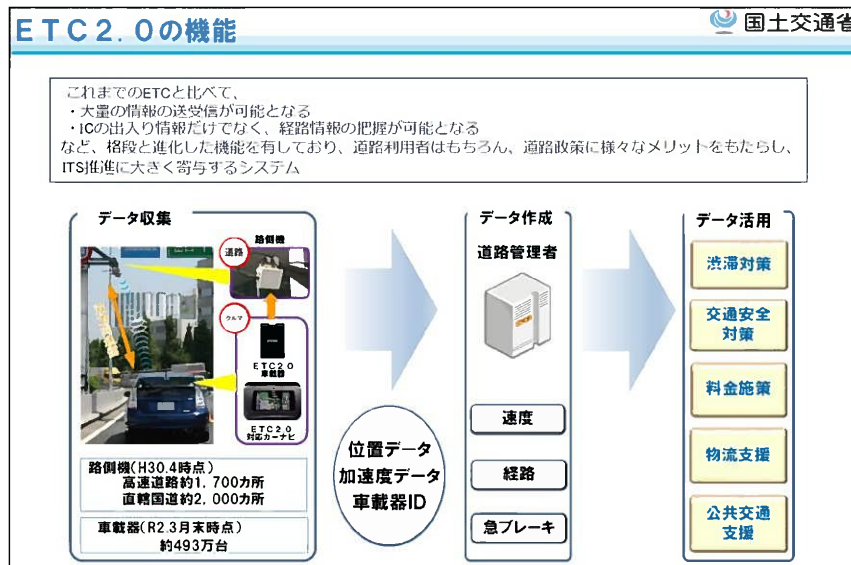 ETC2.0の機能
国土交通省
これまでのETCと比べて、
・大量の情報の送受信が可能となる
・ICの出入り情報だけでなく、経路情報の把握が可能となる
など、格段と進化した機能を有しており、道路利用者はもちろん、道路政策に様々なメリットをもたらし、
ITS推進に大きく寄与するシステム
データ収集
路側機
道路
クルマ
ETC2.0
車載器
ETC2.0
対応カーナビ
路側機(H30.4時点)
高速道路約1,700カ所
直轄国道約2,000カ所
車載器(R2.3月末時点)
約493万台
位置データ
加速度データ
車載器ID
データ作成
道路管理者
速度
経路
急ブレーキ
データ活用
渋滞対策
交通安全
対策
料金施策
物流支援
公共交通
支援